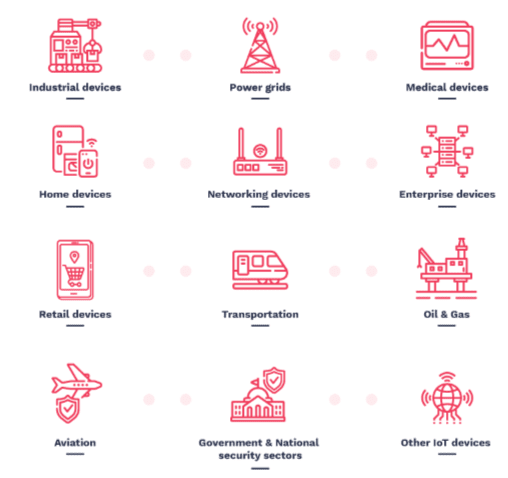 Industrial devices
Power grids
Medical devices
Home devices
Networking devices
Enterprise devices
Retail devices
Transportation
Oil & Gas
Aviation
Government & National
security sectors
Other IoT devices